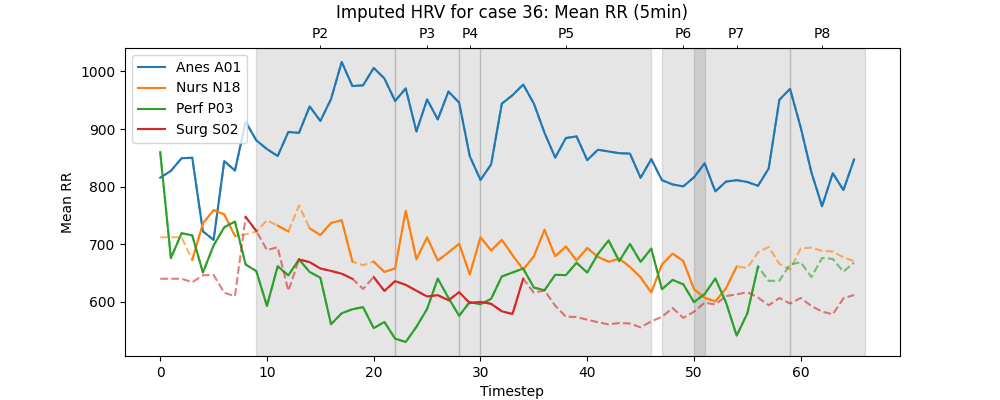 Imputed HRV for case 36: Mean RR (5min)
P2 P3 P4 P5 P6 P7 P8
Anes A01
Nurs N18
Perf P03
Surg S02
1000
900
800
700
600
Mean RR
0 10 20 30 40 50 60
Timestep